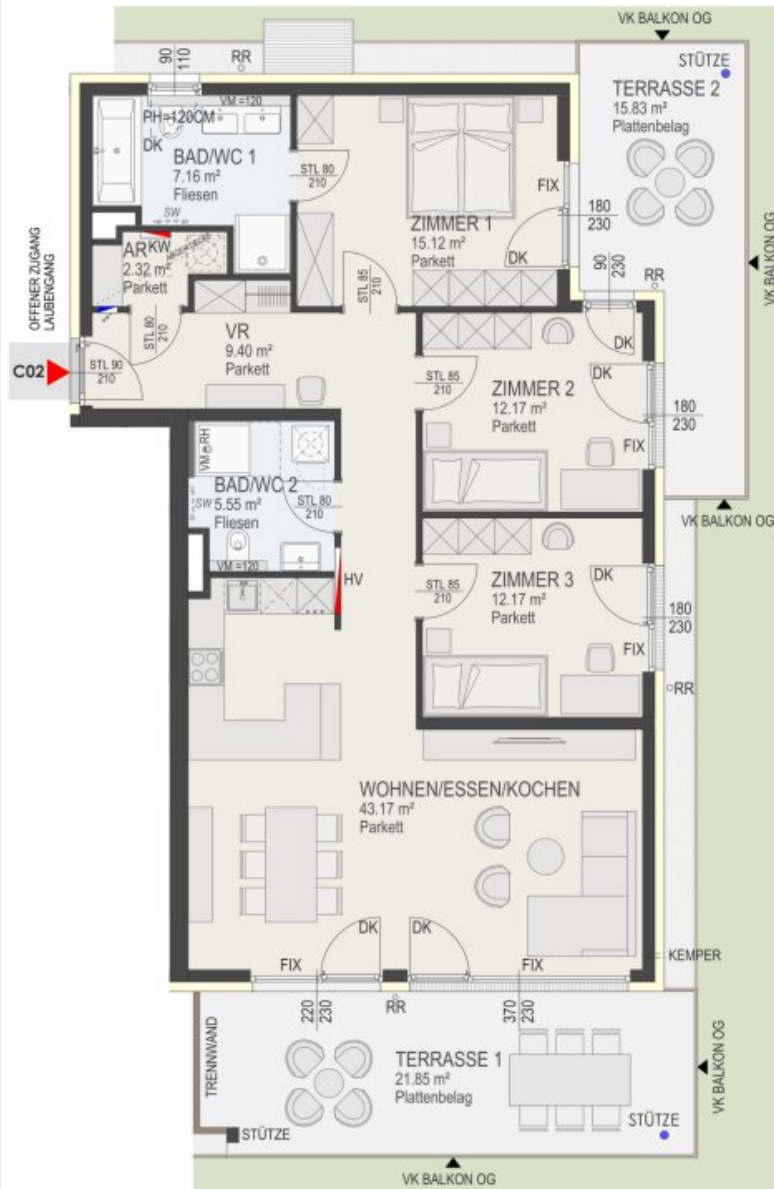 VK BALKON OG
90
110
RR
STÜTZE
TERRASSE 2
15.83 m²
Plattenbelag
VM =120
PH=120CM
DK
BAD/WC 1
7.16 m²
Fliesen
SW
STL 80
210
FIX
180
230
ZIMMER 1
15.12 m²
Parkett
DK
VK BALKON OG
OFFENER ZUGANG
LAUBENGANG
AR
KW
2.32 m²
Parkett
STL 85
210
90
230
RR
STL 80
210
VR
9.40 m²
Parkett
DK
C02
STL 90
210
STL 85
210
ZIMMER 2
12.17 m²
Parkett
DK
180
230
FIX
VM
RH
BAD/WC 2
5.55 m²
Fliesen
SW
STL 80
210
VK BALKON OG
VM =120
HV
STL 85
210
ZIMMER 3
12.17 m²
Parkett
DK
180
230
FIX
RR
WOHNEN/ESSEN/KOCHEN
43.17 m²
Parkett
DK
DK
FIX
FIX
KEMPER
220
230
RR
370
230
TRENNWAND
TERRASSE 1
21.85 m²
Plattenbelag
VK BALKON OG
STÜTZE
STÜTZE
VK BALKON OG